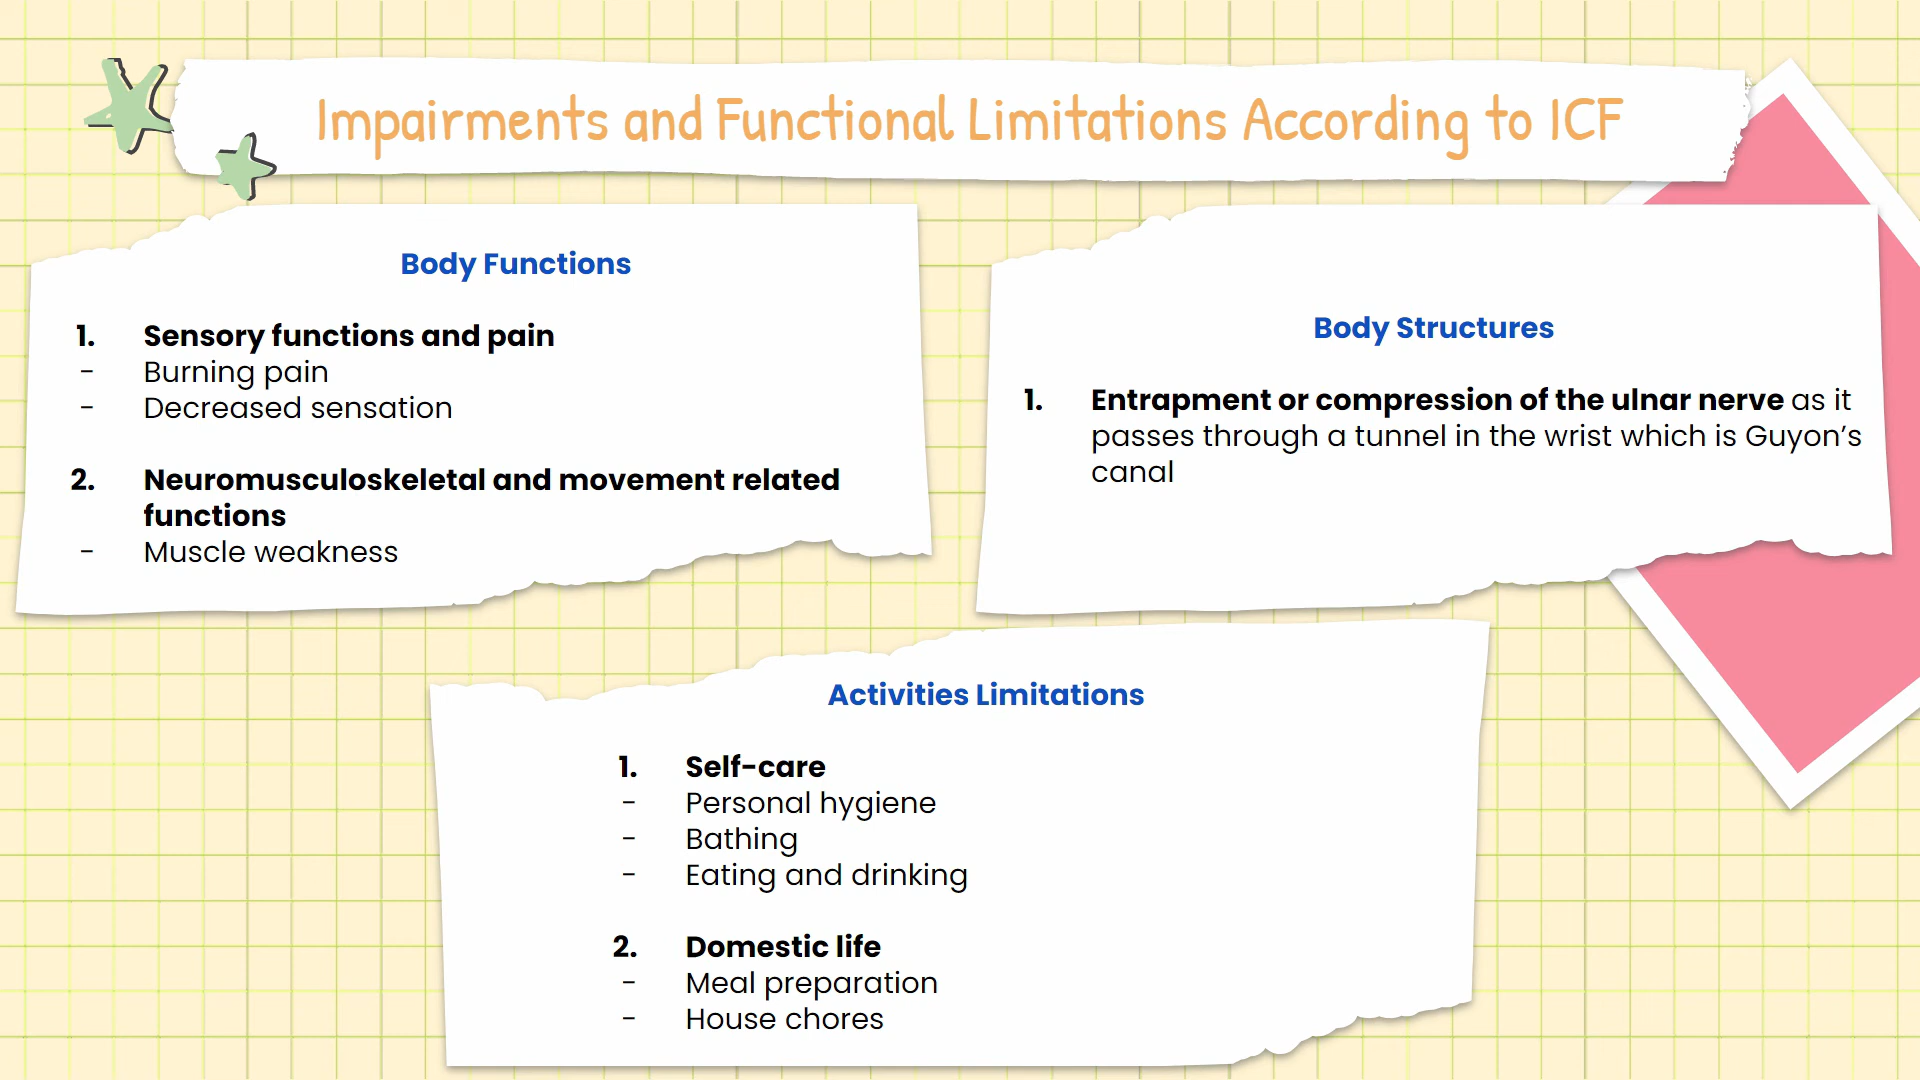 Impairments and Functional Limitations According to ICF
Body Functions
1. Sensory functions and pain
- Burning pain
- Decreased sensation
2. Neuromusculoskeletal and movement related
functions
- Muscle weakness
Body Structures
1. Entrapment or compression of the ulnar nerve as it
passes through a tunnel in the wrist which is Guyon’s
canal
Activities Limitations
1. Self-care
- Personal hygiene
- Bathing
- Eating and drinking
2. Domestic life
- Meal preparation
- House chores